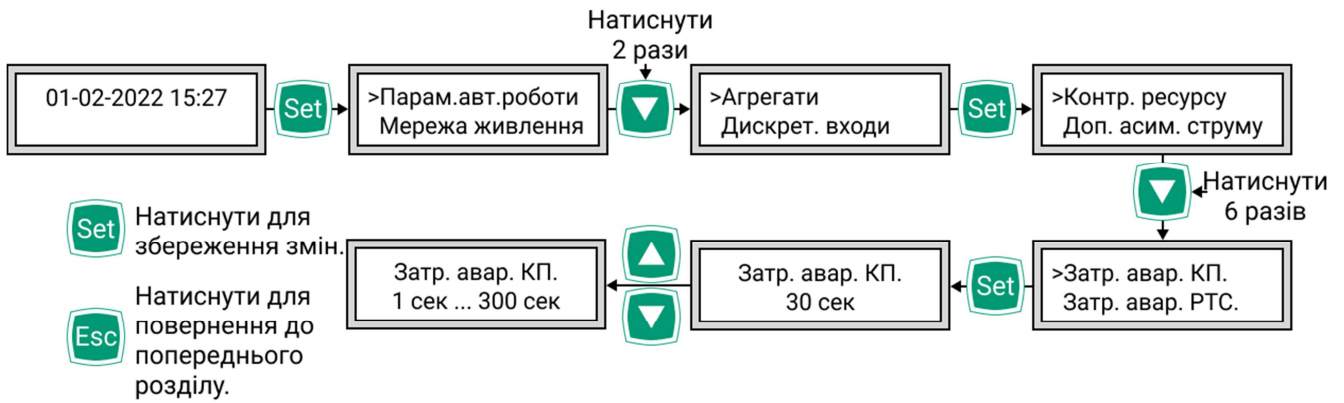 Натиснути
2 рази
01-02-2022 15:27
Set
>Парам.авт.роботи
Мережа живлення
>Агрегати
Дискрет. входи
Set
>Контр. ресурсу
Доп. асим. струму
Натиснути
6 разів
Set
Натиснути для
збереження змін.
Затр. авар. КП.
1 сек ... 300 сек
Затр. авар. КП.
30 сек
Set
>Затр. авар. КП.
Затр. авар. РТС.
Esc
Натиснути для
повернення до
попереднього
розділу.